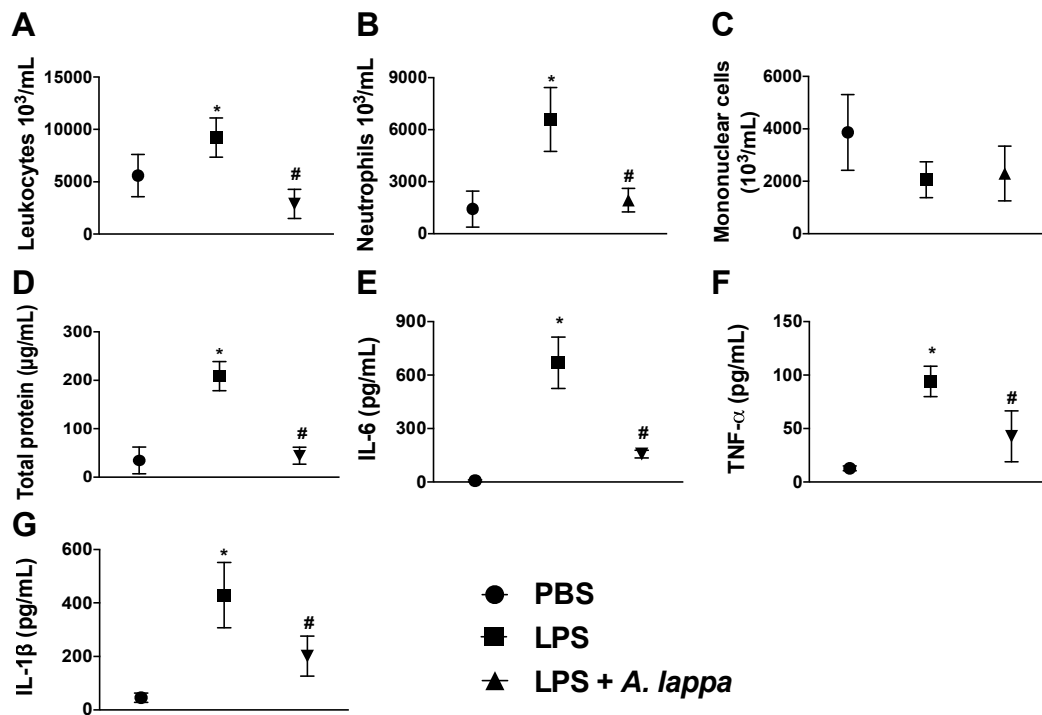 A
Leukocytes 10³/mL
15000
10000
5000
0
*
#
B
Neutrophils 10³/mL
9000
6000
3000
0
*
#
C
Mononuclear cells
(10³/mL)
6000
4000
2000
0
D
Total protein (µg/mL)
300
200
100
0
*
#
E
IL-6 (pg/mL)
900
600
300
0
*
#
F
TNF-α (pg/mL)
150
100
50
0
*
#
G
IL-1β (pg/mL)
600
400
200
0
*
#
PBS
LPS
LPS + A. lappa